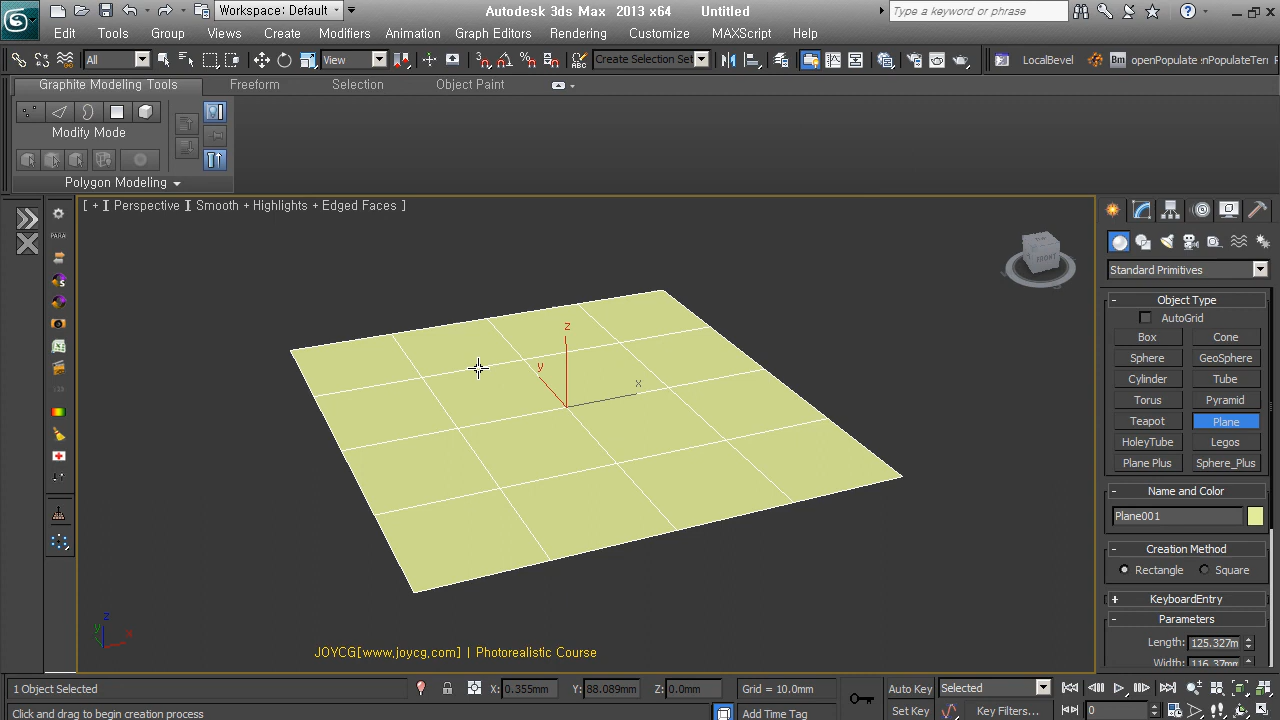 Workspace: Default
Autodesk 3ds Max 2013 x64 Untitled
Type a keyword or phrase
Edit Tools Group Views Create Modifiers Animation Graph Editors Rendering Customize MAXScript Help
All
View
Create Selection Set
LocalBevel
openPopulate
nPopulateTerr
Graphite Modeling Tools Freeform Selection Object Paint
Modify Mode
Polygon Modeling
[ + ] Perspective ] Smooth + Highlights + Edged Faces ]
PARA
FRONT
z
y
x
Standard Primitives
- Object Type
AutoGrid
Box Cone
Sphere GeoSphere
Cylinder Tube
Torus Pyramid
Teapot Plane
HoleyTube Legos
Plane Plus Sphere_Plus
- Name and Color
Plane001
- Creation Method
Rectangle Square
+ KeyboardEntry
- Parameters
Length: 125.327m
Width: 116.37mm
z
y
x
JOYCG[www.joycg.com] | Photorealistic Course
1 Object Selected
X: 0.355mm Y: 88.089mm Z: 0.0mm
Grid = 10.0mm
Auto Key Selected
Click and drag to begin creation process
Add Time Tag
Set Key Key Filters...
0